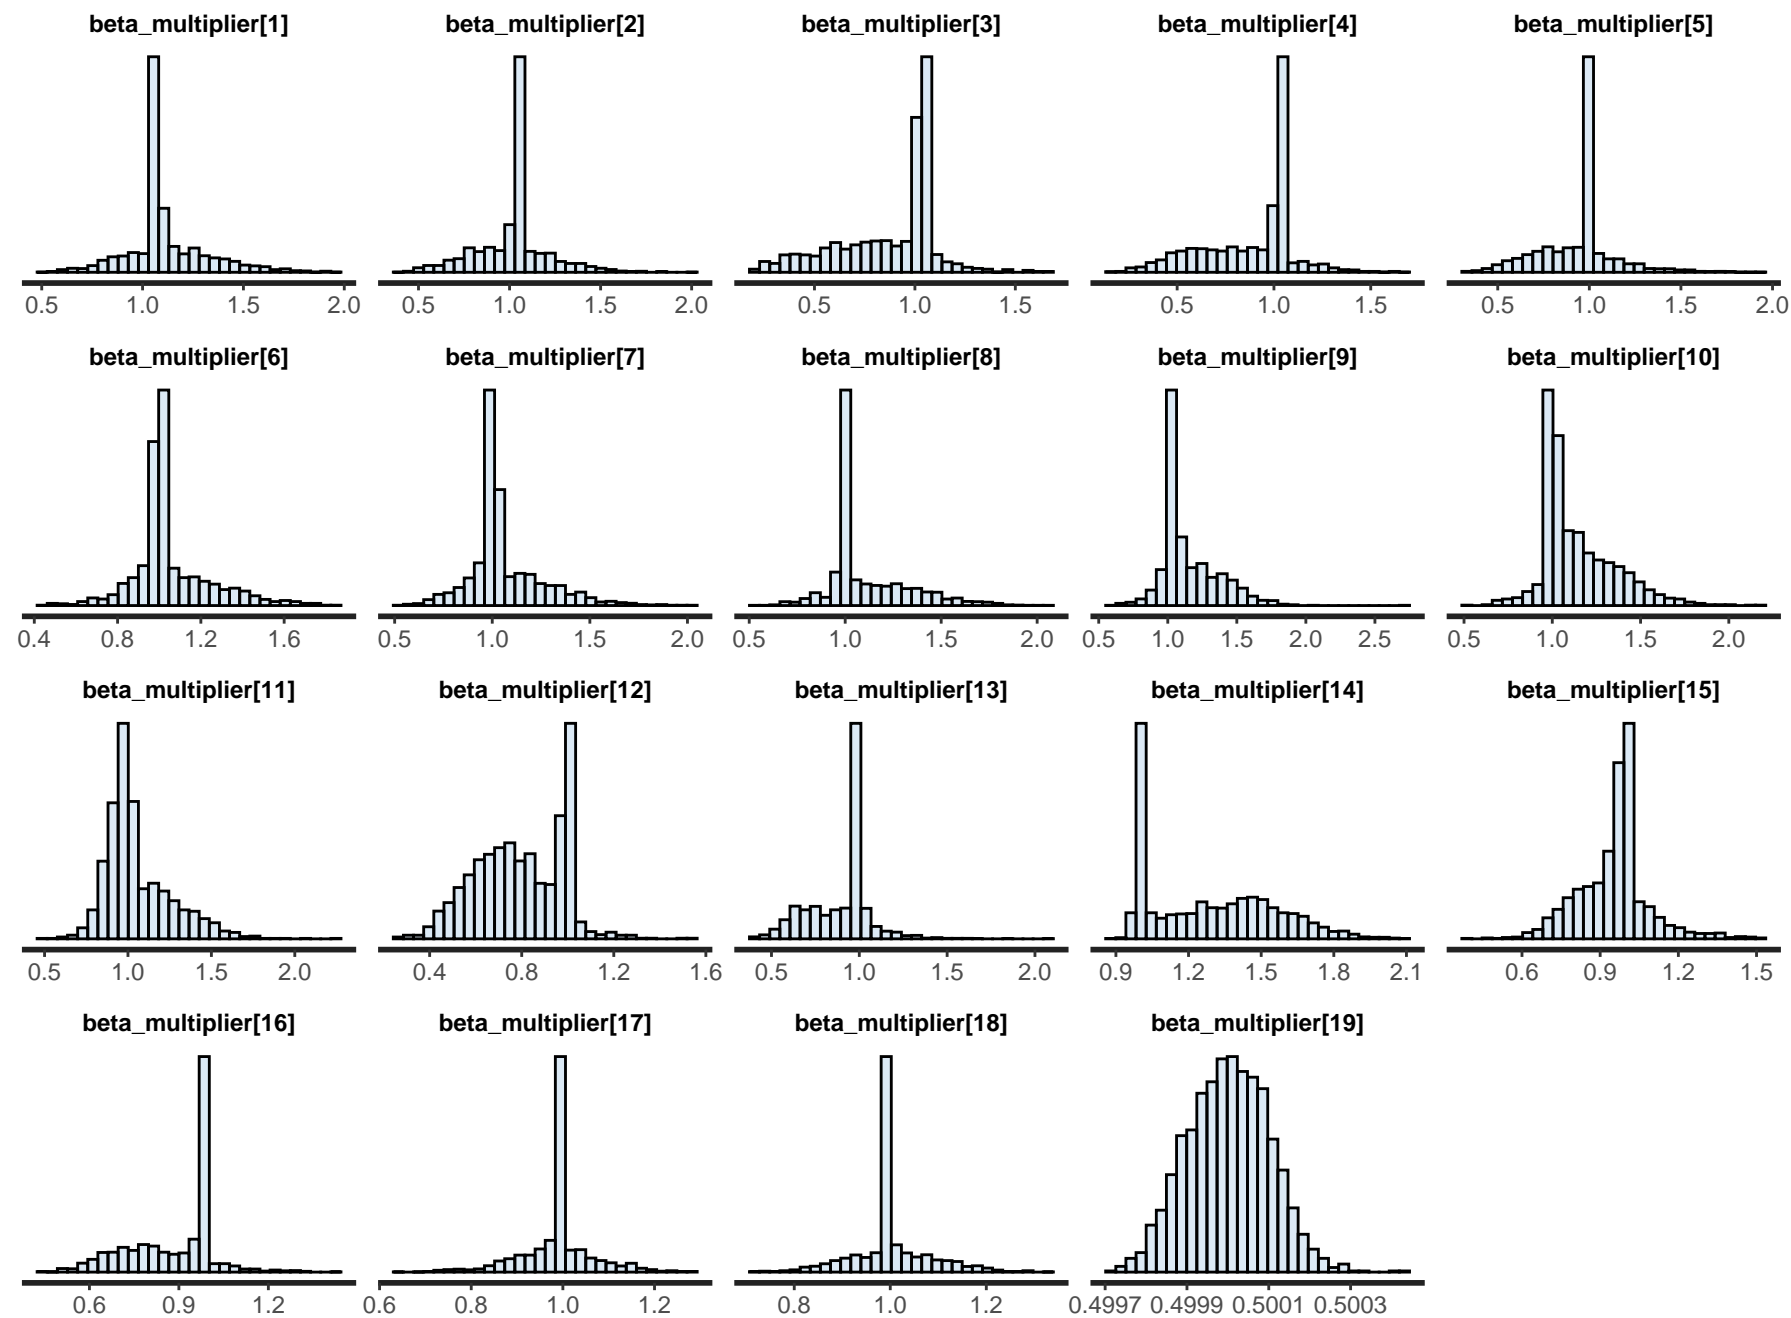 beta_multiplier[1] beta_multiplier[2] beta_multiplier[3] beta_multiplier[4] beta_multiplier[5]
0.5 1.0 1.5 2.0 0.5 1.0 1.5 2.0 0.5 1.0 1.5 0.5 1.0 1.5 0.5 1.0 1.5 2.0
beta_multiplier[6] beta_multiplier[7] beta_multiplier[8] beta_multiplier[9] beta_multiplier[10]
0.4 0.8 1.2 1.6 0.5 1.0 1.5 2.0 0.5 1.0 1.5 2.0 0.5 1.0 1.5 2.0 2.5 0.5 1.0 1.5 2.0
beta_multiplier[11] beta_multiplier[12] beta_multiplier[13] beta_multiplier[14] beta_multiplier[15]
0.5 1.0 1.5 2.0 0.4 0.8 1.2 1.6 0.5 1.0 1.5 2.0 0.9 1.2 1.5 1.8 2.1 0.6 0.9 1.2 1.5
beta_multiplier[16] beta_multiplier[17] beta_multiplier[18] beta_multiplier[19]
0.6 0.9 1.2 0.6 0.8 1.0 1.2 0.8 1.0 1.2 0.4997 0.4999 0.5001 0.5003